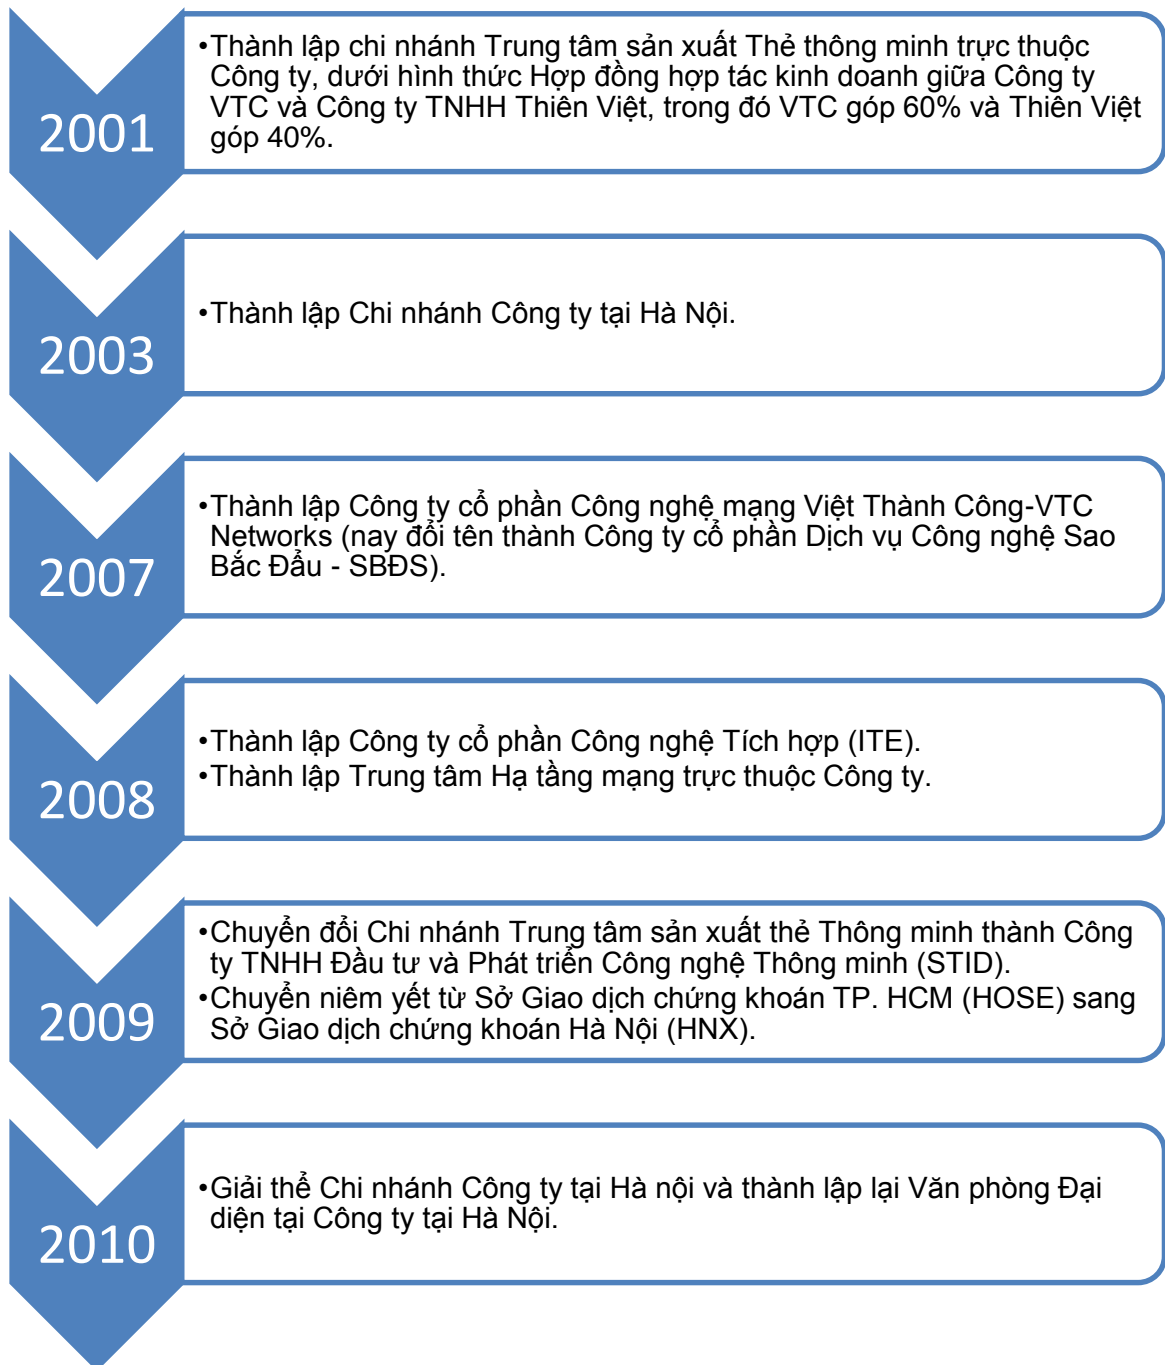 2001
•Thành lập chi nhánh Trung tâm sản xuất Thẻ thông minh trực thuộc
Công ty, dưới hình thức Hợp đồng hợp tác kinh doanh giữa Công ty
VTC và Công ty TNHH Thiên Việt, trong đó VTC góp 60% và Thiên Việt
góp 40%.
2003
•Thành lập Chi nhánh Công ty tại Hà Nội.
2007
•Thành lập Công ty cổ phần Công nghệ mạng Việt Thành Công-VTC
Networks (nay đổi tên thành Công ty cổ phần Dịch vụ Công nghệ Sao
Bắc Đẩu - SBĐS).
2008
•Thành lập Công ty cổ phần Công nghệ Tích hợp (ITE).
•Thành lập Trung tâm Hạ tầng mạng trực thuộc Công ty.
2009
•Chuyển đổi Chi nhánh Trung tâm sản xuất thẻ Thông minh thành Công
ty TNHH Đầu tư và Phát triển Công nghệ Thông minh (STID).
•Chuyển niêm yết từ Sở Giao dịch chứng khoán TP. HCM (HOSE) sang
Sở Giao dịch chứng khoán Hà Nội (HNX).
2010
•Giải thể Chi nhánh Công ty tại Hà nội và thành lập lại Văn phòng Đại
diện tại Công ty tại Hà Nội.